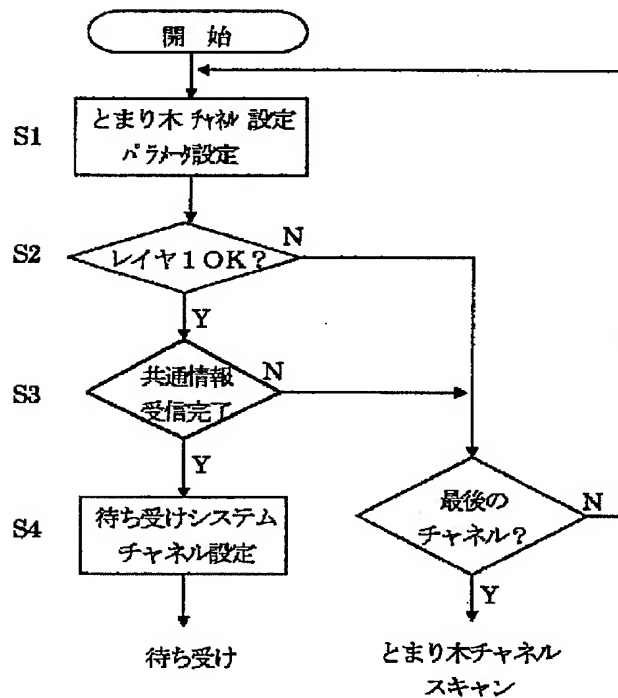 開 始
S1
とまり木 チャネル 設定
パラメータ設定
S2
レイヤ1OK?
N
Y
S3
共通情報
受信完了
N
Y
S4
待ち受けシステム
チャネル設定
最後の
チャネル?
N
Y
待ち受け
とまり木チャネル
スキャン